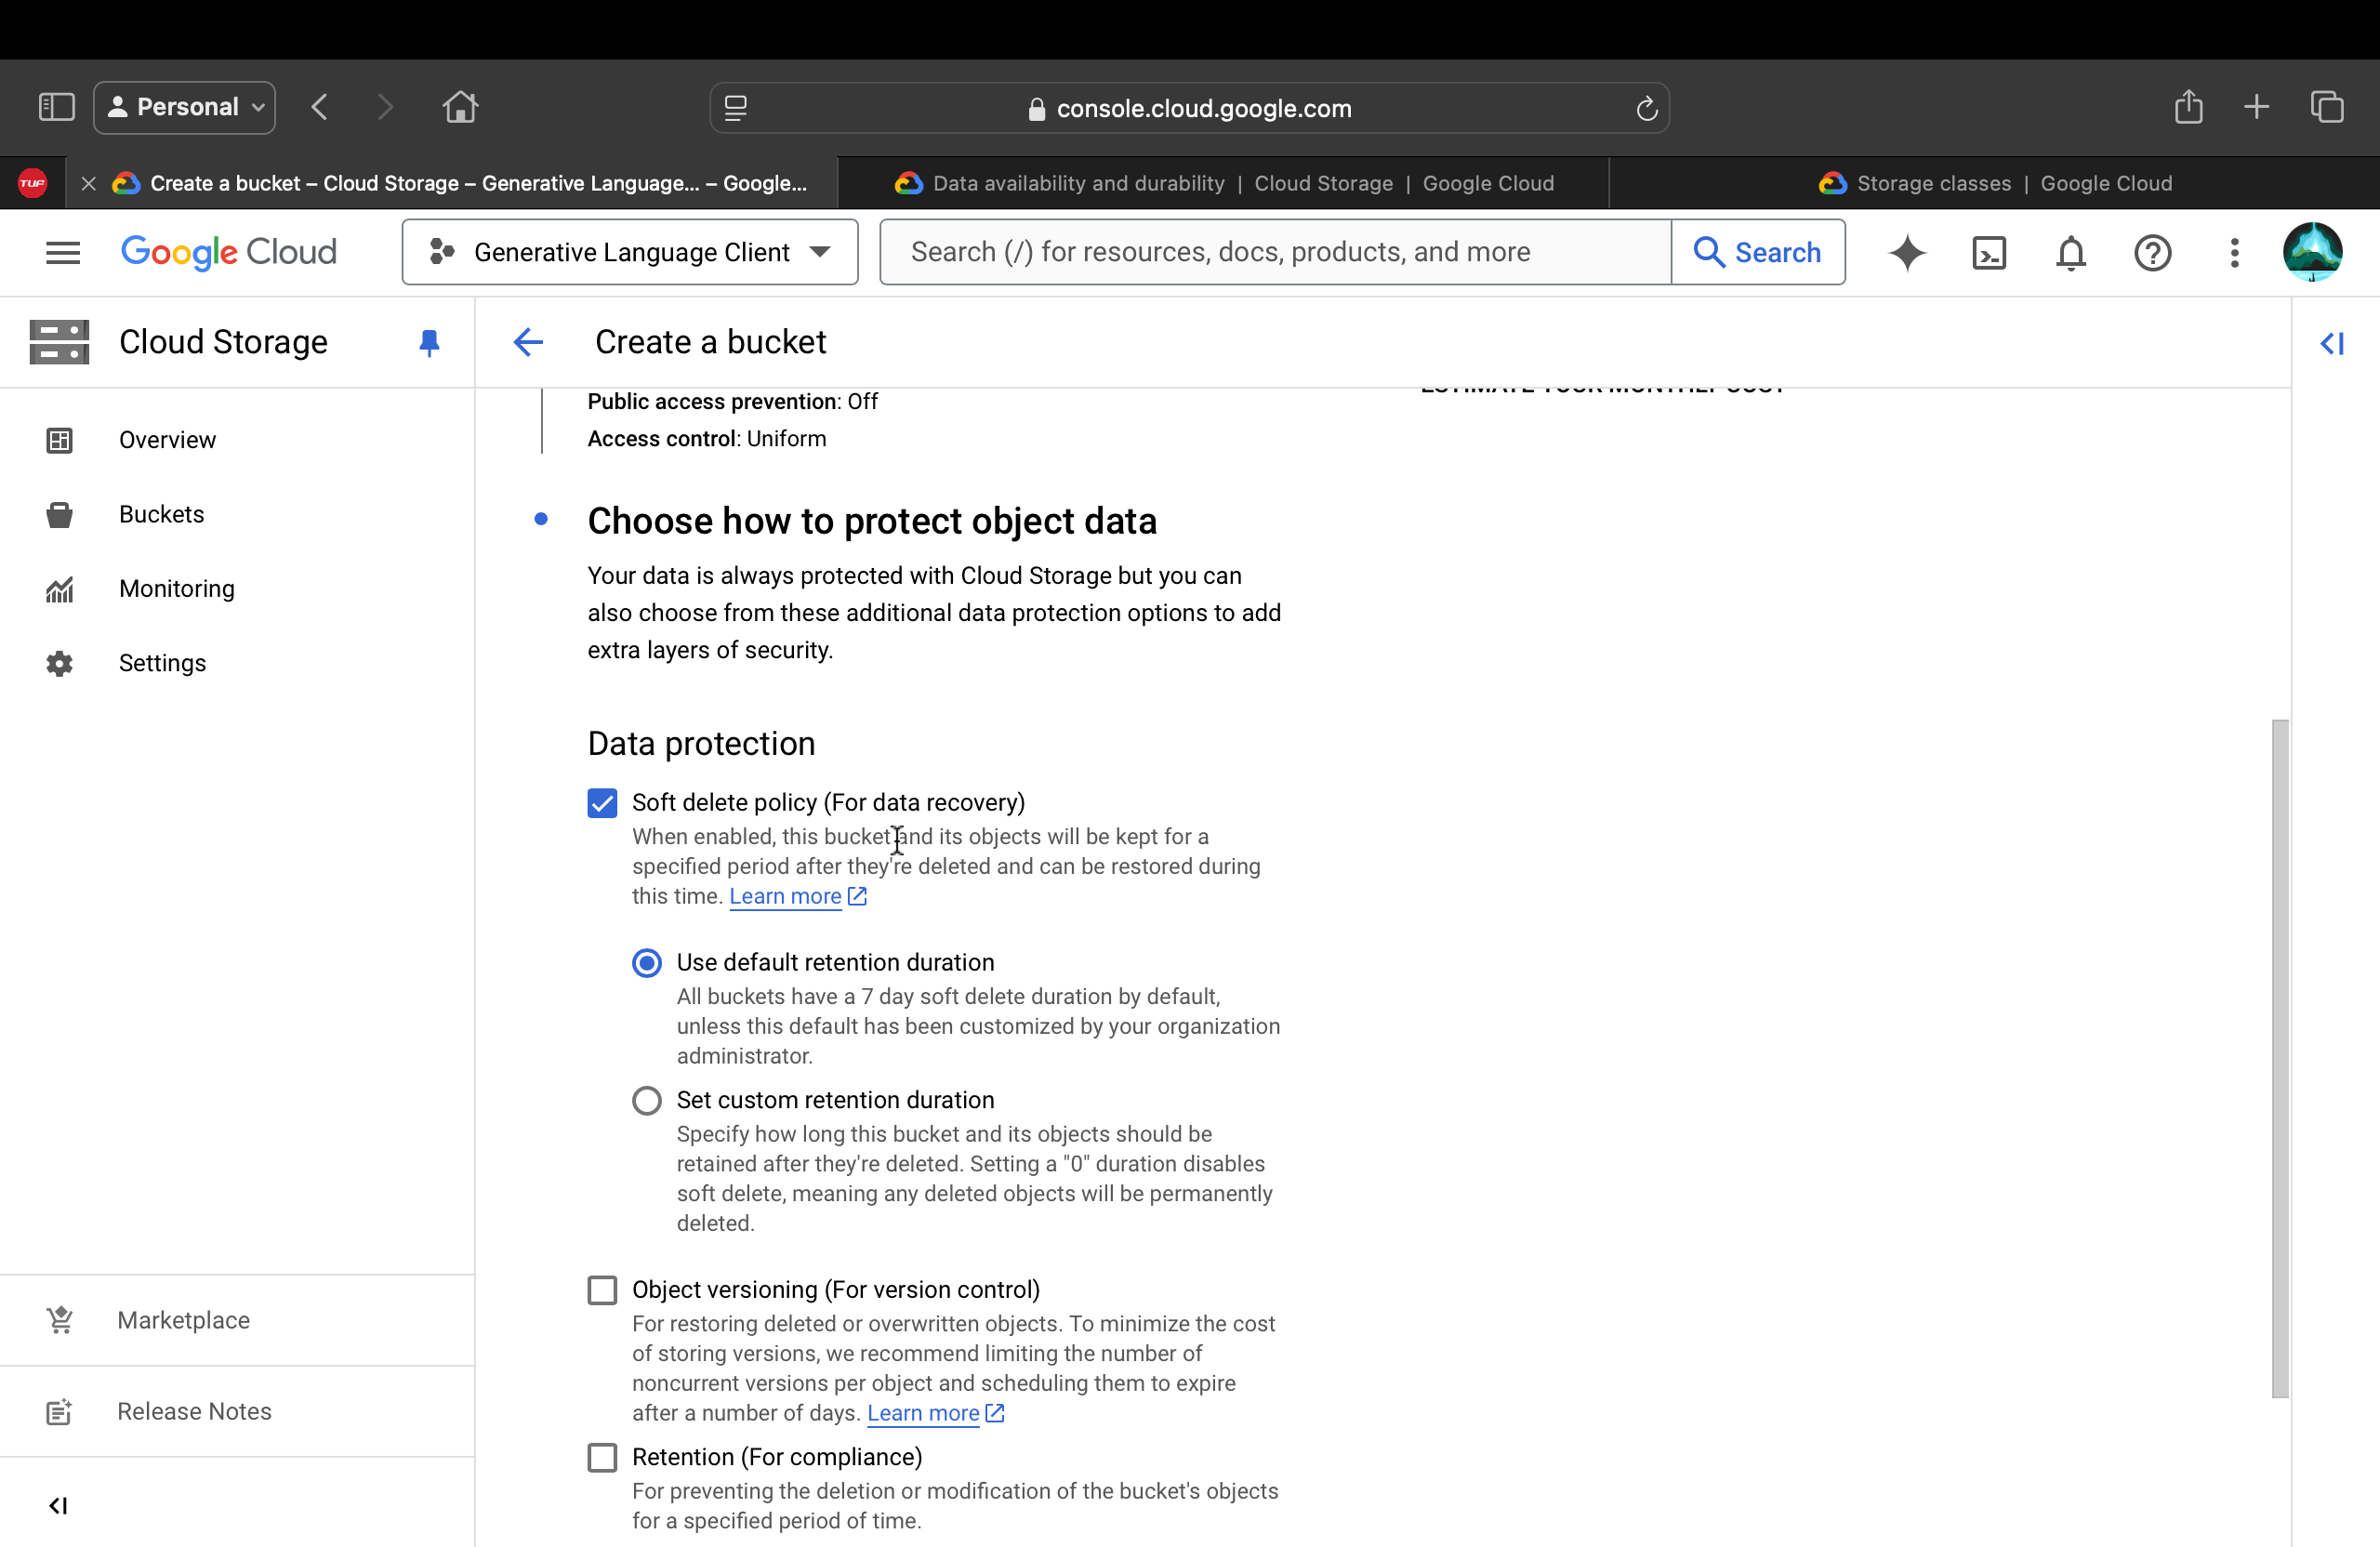 Personal
console.cloud.google.com
TUF
Create a bucket – Cloud Storage – Generative Language... – Google...
Data availability and durability | Cloud Storage | Google Cloud
Storage classes | Google Cloud
Google Cloud
Generative Language Client
Search (/) for resources, docs, products, and more
Search
Cloud Storage
Create a bucket
ESTIMATE YOUR MONTHLY COST
Public access prevention: Off
Access control: Uniform
Overview
Buckets
Monitoring
Settings
Choose how to protect object data
Your data is always protected with Cloud Storage but you can
also choose from these additional data protection options to add
extra layers of security.
Data protection
Soft delete policy (For data recovery)
When enabled, this bucket and its objects will be kept for a
specified period after they're deleted and can be restored during
this time. Learn more
Use default retention duration
All buckets have a 7 day soft delete duration by default,
unless this default has been customized by your organization
administrator.
Set custom retention duration
Specify how long this bucket and its objects should be
retained after they're deleted. Setting a "0" duration disables
soft delete, meaning any deleted objects will be permanently
deleted.
Object versioning (For version control)
For restoring deleted or overwritten objects. To minimize the cost
of storing versions, we recommend limiting the number of
noncurrent versions per object and scheduling them to expire
after a number of days. Learn more
Retention (For compliance)
For preventing the deletion or modification of the bucket's objects
for a specified period of time.
Marketplace
Release Notes